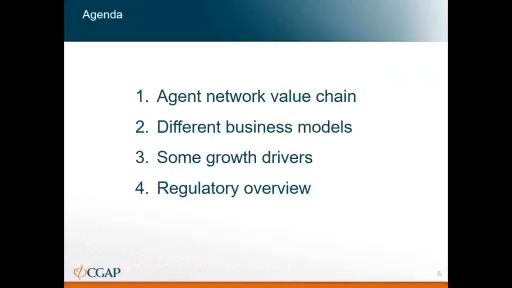 Agenda
1. Agent network value chain
2. Different business models
3. Some growth drivers
4. Regulatory overview
CGAP